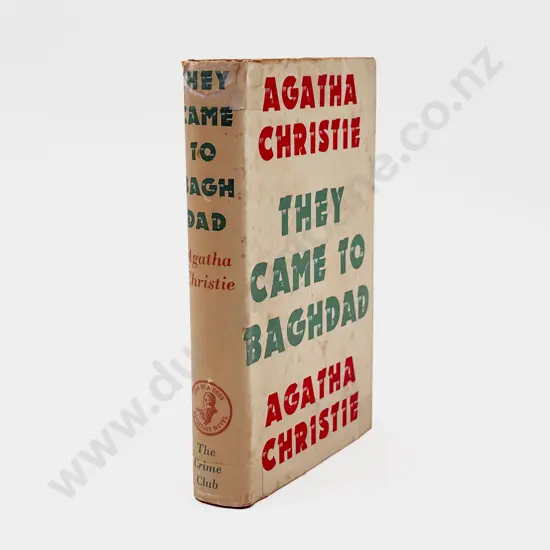 THEY
CAME
TO
BAGH
DAD
Agatha
Christie
The
Crime
Club
AGATHA
CHRISTIE
THEY
CAME TO
BAGHDAD
AGATHA
CHRISTIE